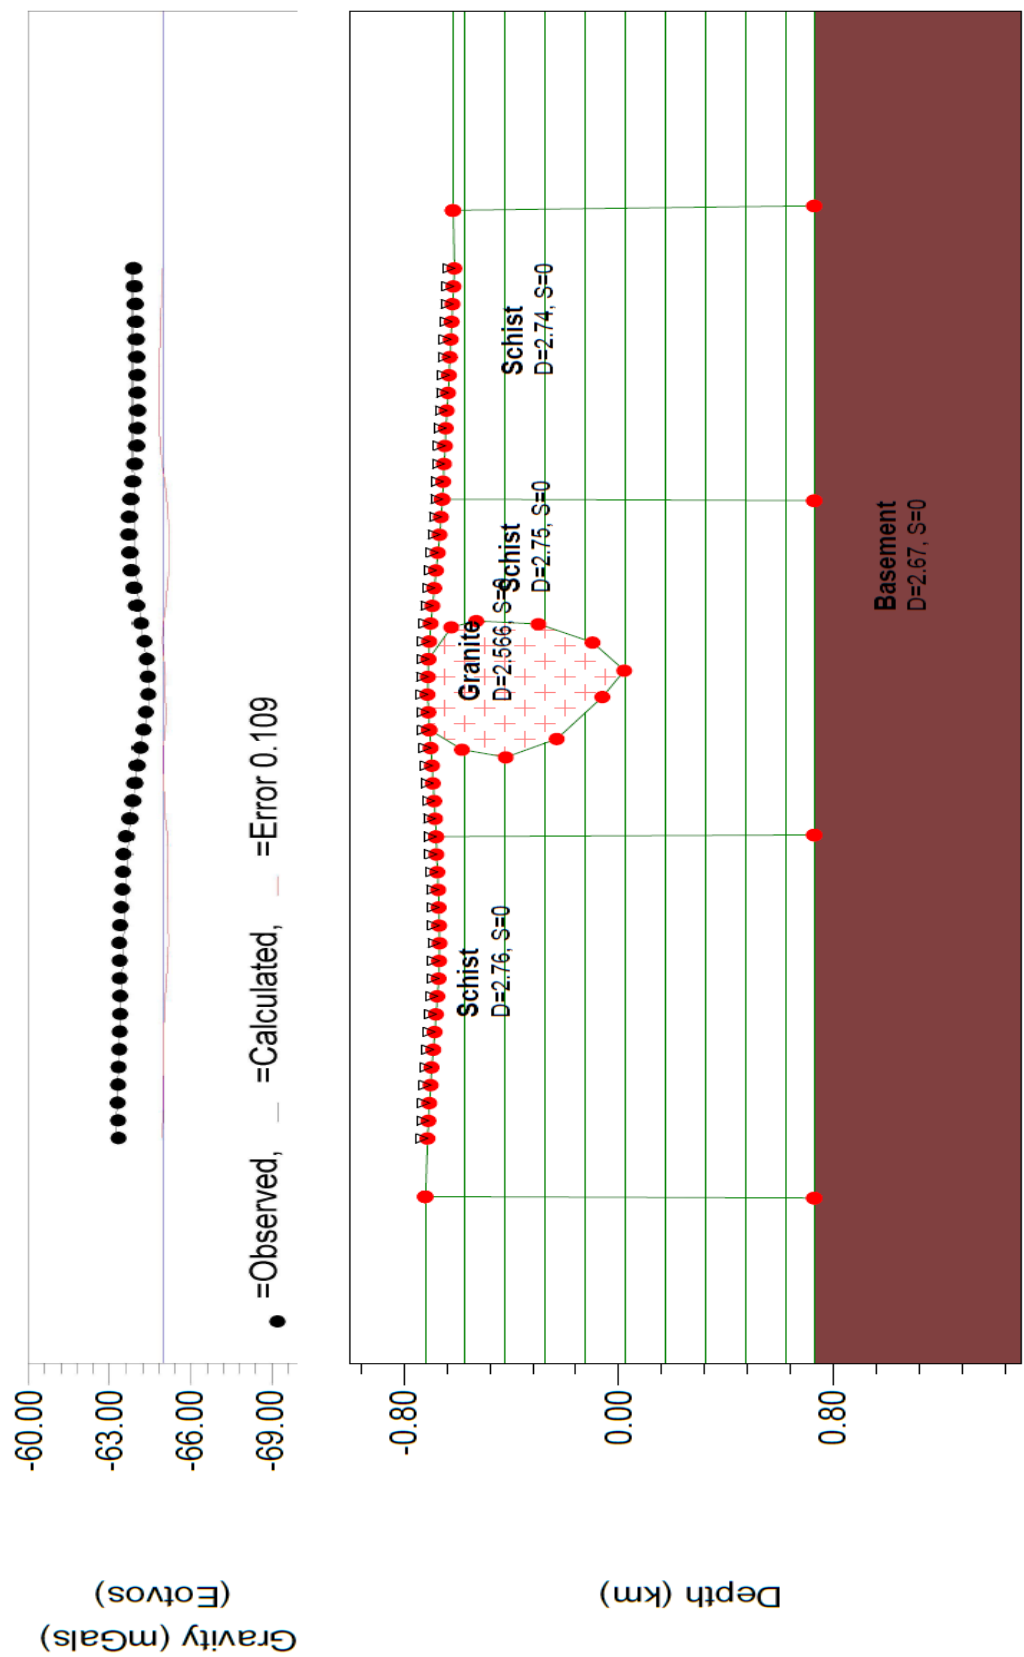 Gravity (mGals)
(Eotvos)
-60.00
-63.00
-66.00
-69.00
=Observed, =Calculated, =Error 0.109
Depth (km)
-0.80
0.00
0.80
Schist
D=2.76, S=0
Granite
D=2.566, S=0
Schist
D=2.75, S=0
Schist
D=2.74, S=0
Basement
D=2.67, S=0